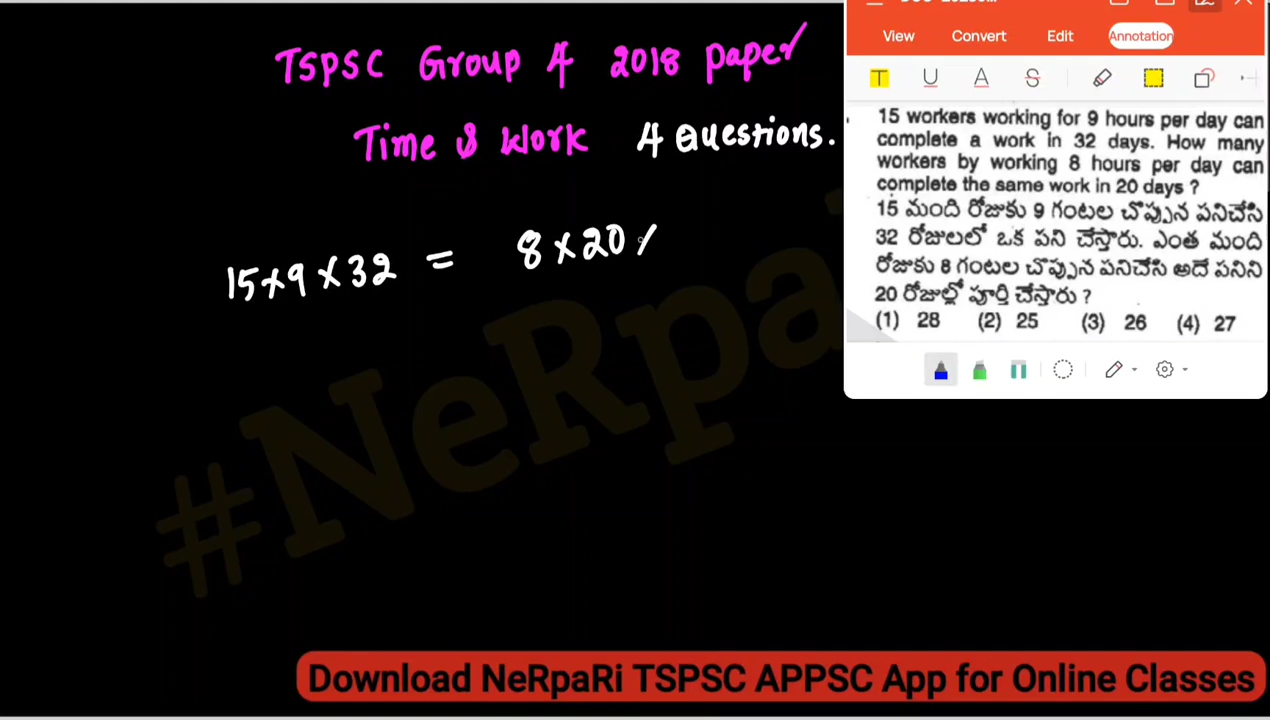 TSPSC Group 4 2018 paper
Time & Work 4 Questions.
15×9×32 = 8×20
#NeRpa
View Convert Edit Annotation
T U A S
15 workers working for 9 hours per day can
complete a work in 32 days. How many
workers by working 8 hours per day can
complete the same work in 20 days ?
15 మంది రోజుకు 9 గంటల చొప్పున పనిచేసి
32 రోజులలో ఒక పని చేస్తారు. ఎంత మంది
రోజుకు 8 గంటల చొప్పున పనిచేసి అదే పనిని
20 రోజుల్లో పూర్తి చేస్తారు ?
(1) 28 (2) 25 (3) 26 (4) 27
Download NeRpaRi TSPSC APPSC App for Online Classes